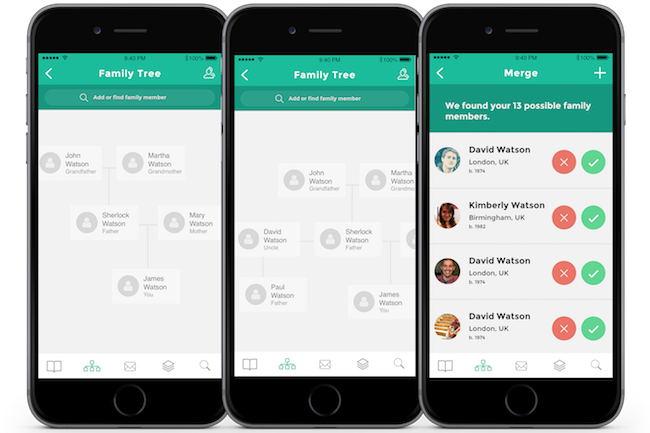 9:40 PM
100%
Family Tree
Add or find family member
John
Watson
Grandfather
Martha
Watson
Grandmother
Sherlock
Watson
Father
Mary
Watson
Mother
James
Watson
You
9:40 PM
100%
Family Tree
Add or find family member
John
Watson
Grandfather
Martha
Watson
Grandma
David
Watson
Uncle
Sherlock
Watson
Father
Paul
Watson
Father
James
Watson
You
9:40 PM
100%
Merge
We found your 13 possible family
members.
David Watson
London, UK
b. 1974
Kimberly Watson
Birmingham, UK
b. 1982
David Watson
London, UK
b. 1974
David Watson
London, UK
b. 1974